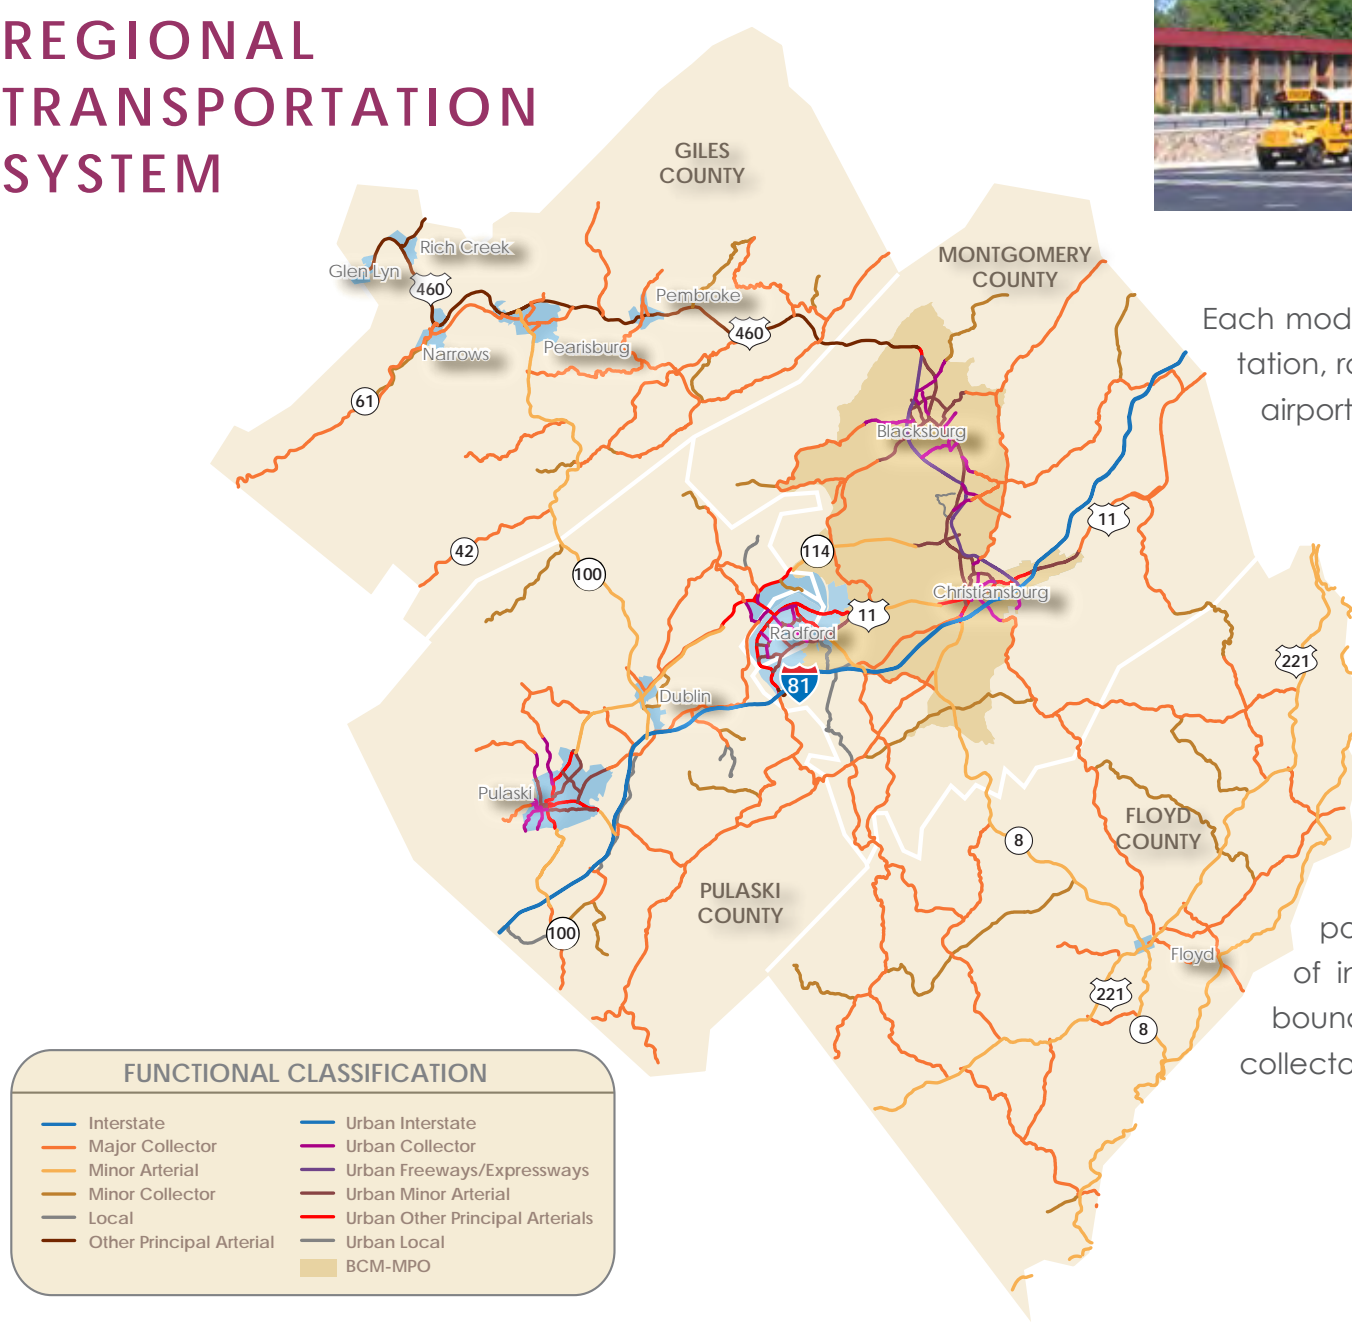 REGIONAL
TRANSPORTATION
SYSTEM
GILES
COUNTY
MONTGOMERY
COUNTY
Rich Creek
Glen Lyn
460
Pembroke
460
Narrows
Pearisburg
61
Each mod
tation, ro
airport
Blacksburg
11
42
114
100
Christiansburg
11
Radford
221
81
Dublin
Pulaski
FLOYD
COUNTY
8
PULASKI
COUNTY
100
Floyd
of in
221
bound
8
collecto
FUNCTIONAL CLASSIFICATION
Interstate
Major Collector
Minor Arterial
Minor Collector
Local
Other Principal Arterial
Urban Interstate
Urban Collector
Urban Freeways/Expressways
Urban Minor Arterial
Urban Other Principal Arterials
Urban Local
BCM-MPO